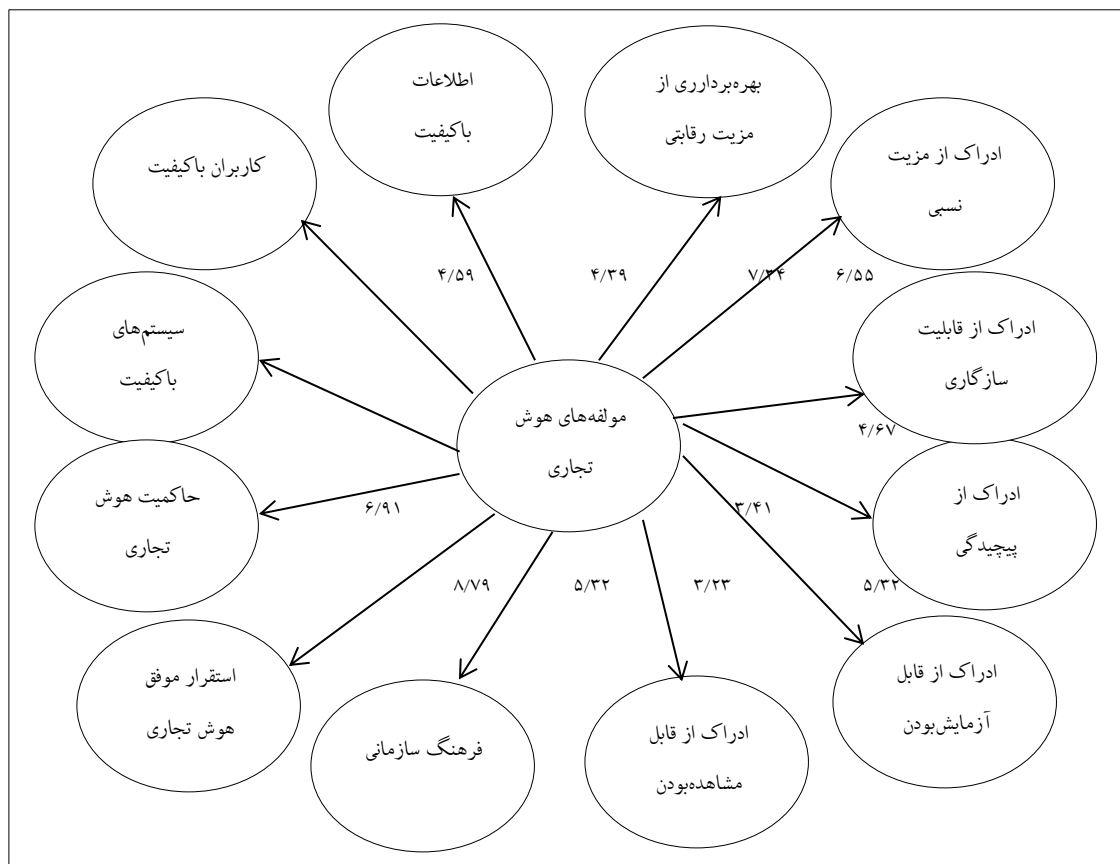 اطلاعات
باکیفیت
بهره‌بردارری از
مزیت رقابتی
ادراک از مزیت
نسبی
کاربران باکیفیت
۴/۵۹
۴/۳۹
۷/۳۴
۶/۵۵
سیستم‌های
باکیفیت
ادراک از قابلیت
سازگاری
مولفه‌های هوش
تجاری
۴/۶۷
حاکمیت هوش
تجاری
۶/۹۱
۳/۴۱
ادراک از
پیچیدگی
۸/۷۹
۵/۳۲
۳/۲۳
۵/۳۲
استقرار موفق
هوش تجاری
فرهنگ سازمانی
ادراک از قابل
مشاهده‌بودن
ادراک از قابل
آزمایش‌بودن